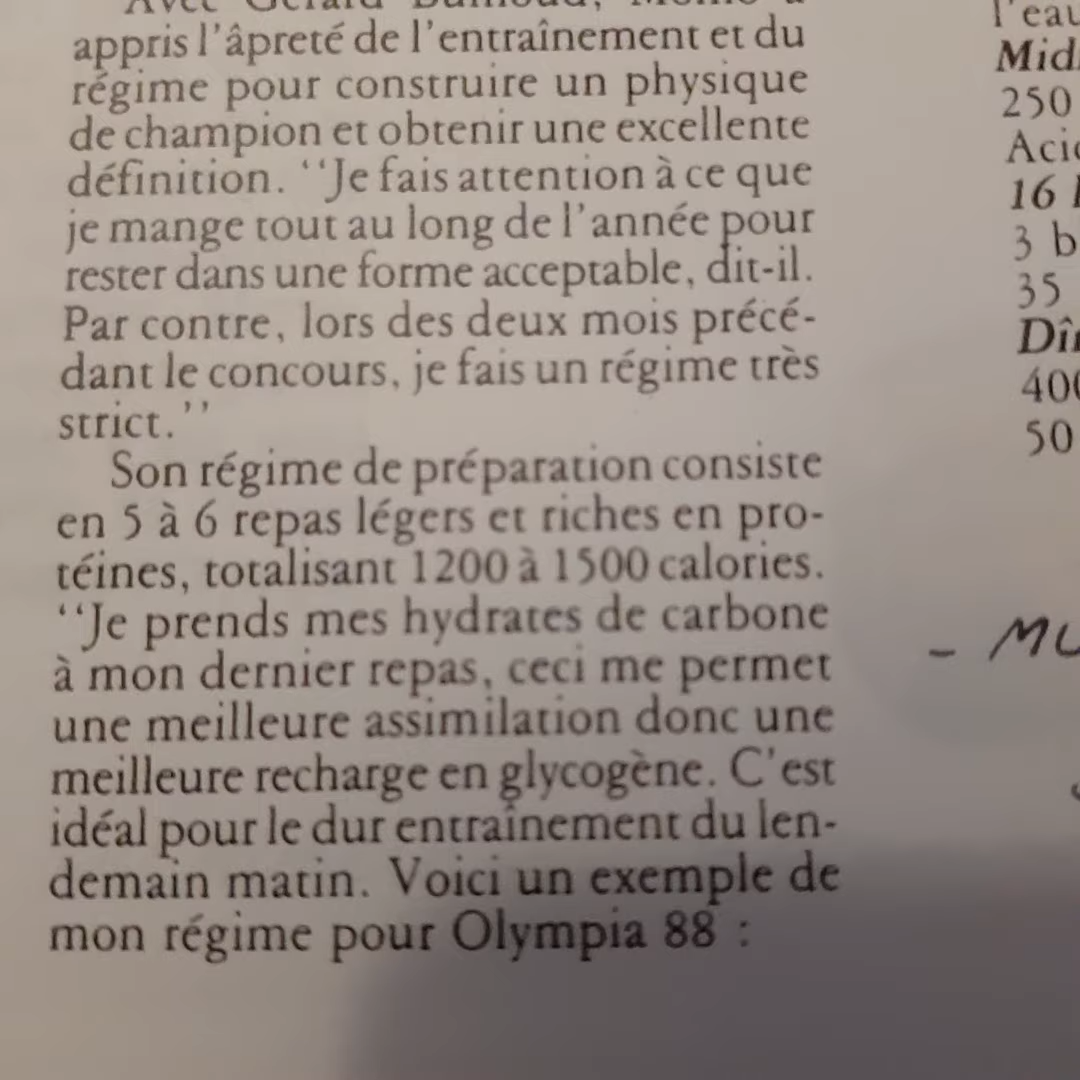 appris l'âpreté de l'entraînement et du
régime pour construire un physique
de champion et obtenir une excellente
définition. ‘‘Je fais attention à ce que
je mange tout au long de l'année pour
rester dans une forme acceptable, dit-il.
Par contre, lors des deux mois précé-
dant le concours, je fais un régime très
strict.’’
Son régime de préparation consiste
en 5 à 6 repas légers et riches en pro-
téines, totalisant 1200 à 1500 calories.
‘‘Je prends mes hydrates de carbone
à mon dernier repas, ceci me permet
une meilleure assimilation donc une
meilleure recharge en glycogène. C'est
idéal pour le dur entraînement du len-
demain matin. Voici un exemple de
mon régime pour Olympia 88 :
l'eau
250
16
3
35
50